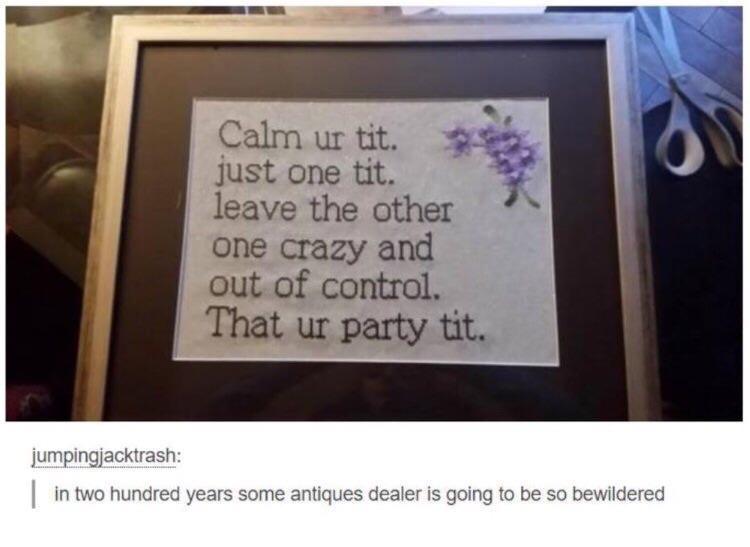 Calm ur tit.
just one tit.
leave the other
one crazy and
out of control.
That ur party tit.
jumpingjacktrash:
in two hundred years some antiques dealer is going to be so bewildered